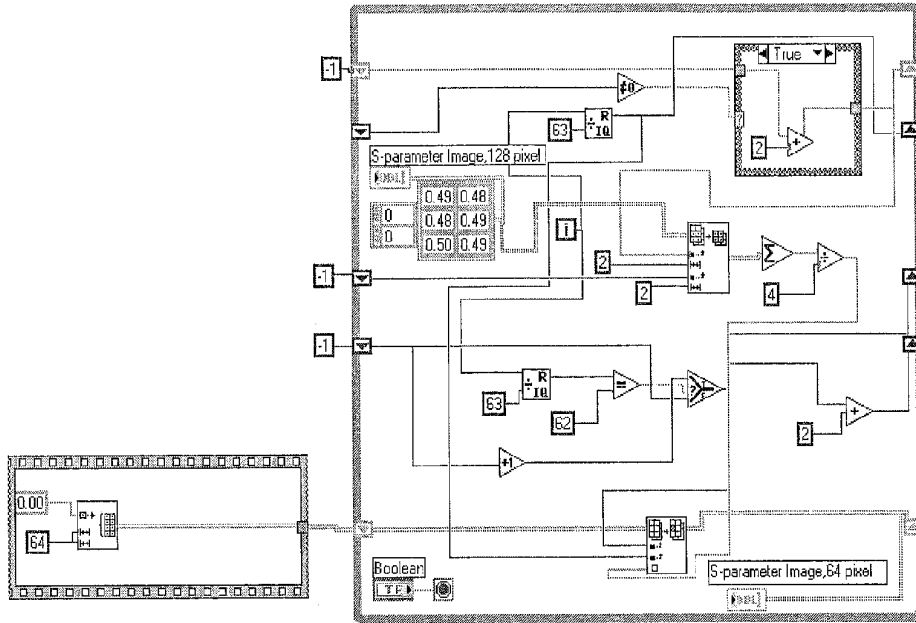 True
-1
≠0
R
÷ IQ
63
2
+
S-parameter Image,128 pixel
DBL
0.49 0.48
0
0.48 0.49
0
0.50 0.49
i
2
Σ
÷
-1
2
4
-1
R
÷ IQ
=
?
63
62
2
+
+1
0.00
64
Boolean
TF
S-parameter Image,64 pixel
DBL